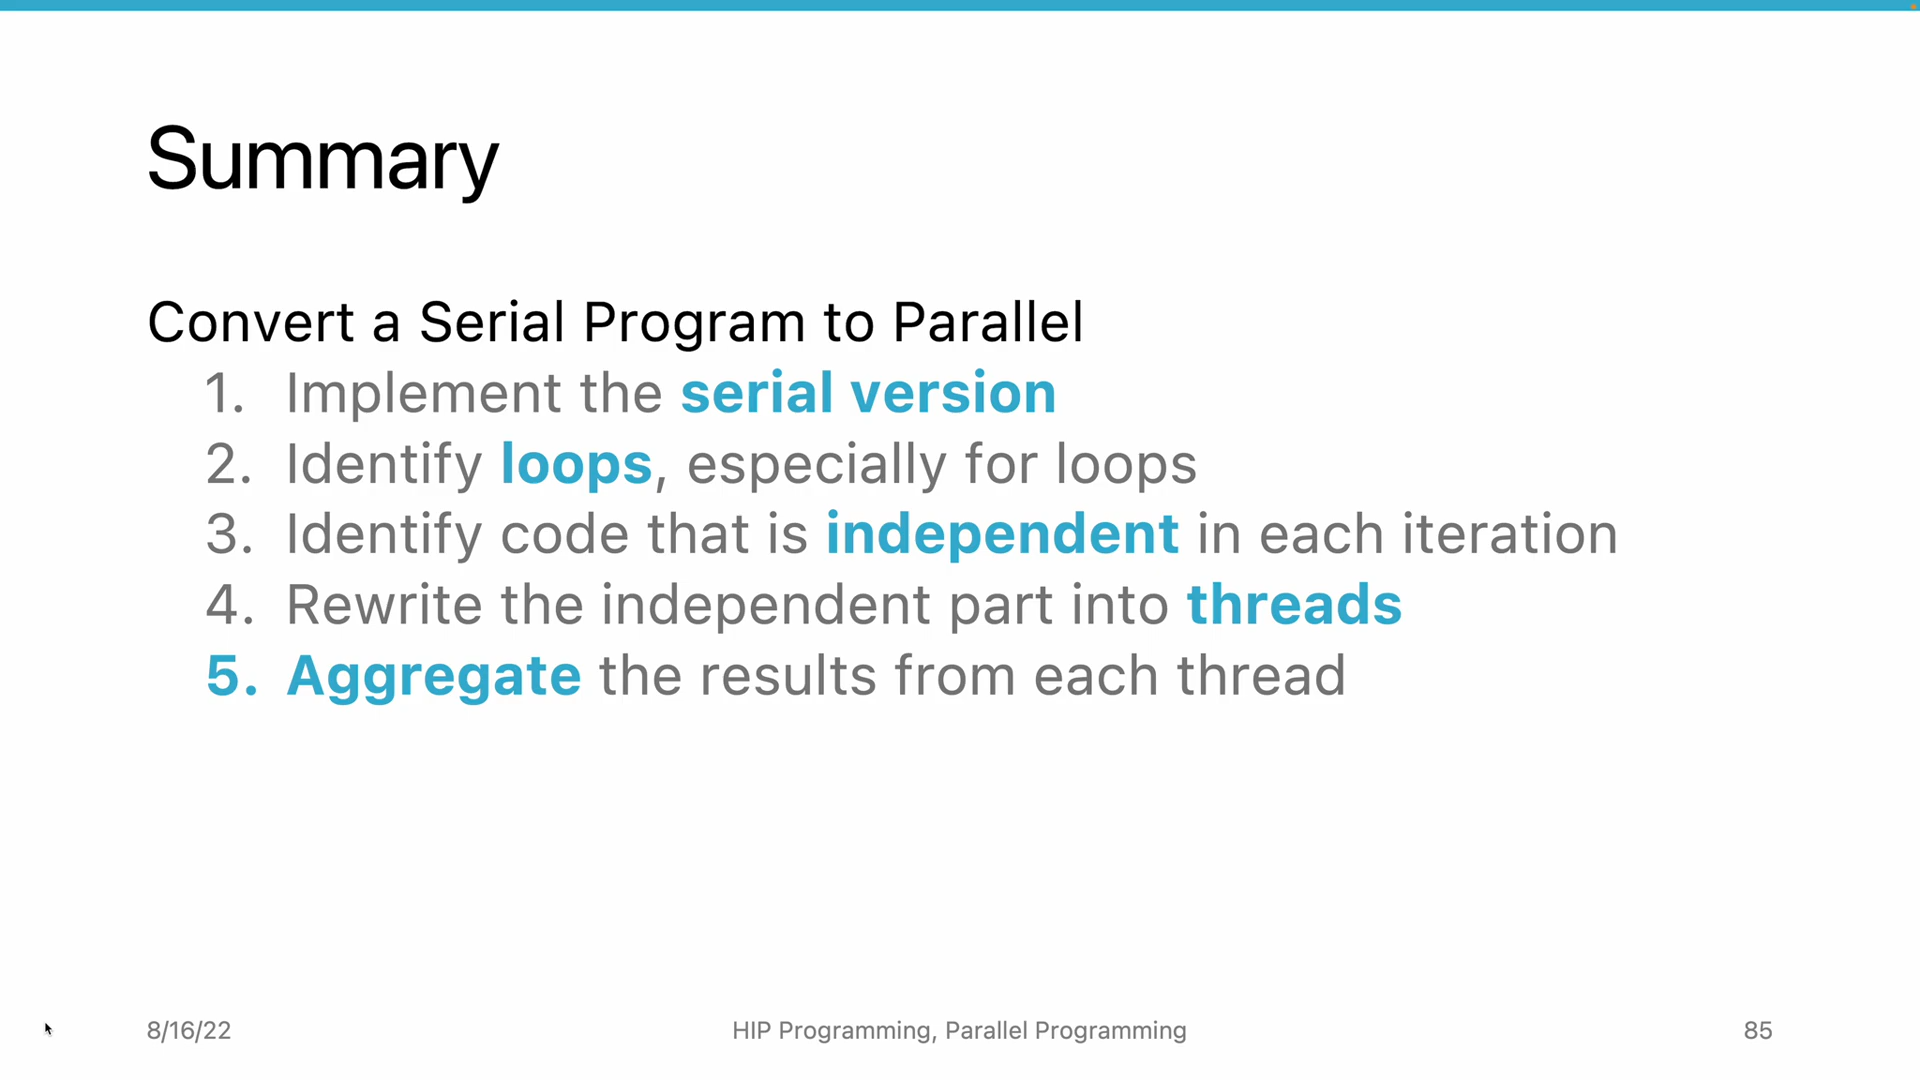 Summary
Convert a Serial Program to Parallel
1. Implement the serial version
2. Identify loops, especially for loops
3. Identify code that is independent in each iteration
4. Rewrite the independent part into threads
5. Aggregate the results from each thread
8/16/22
HIP Programming, Parallel Programming
85